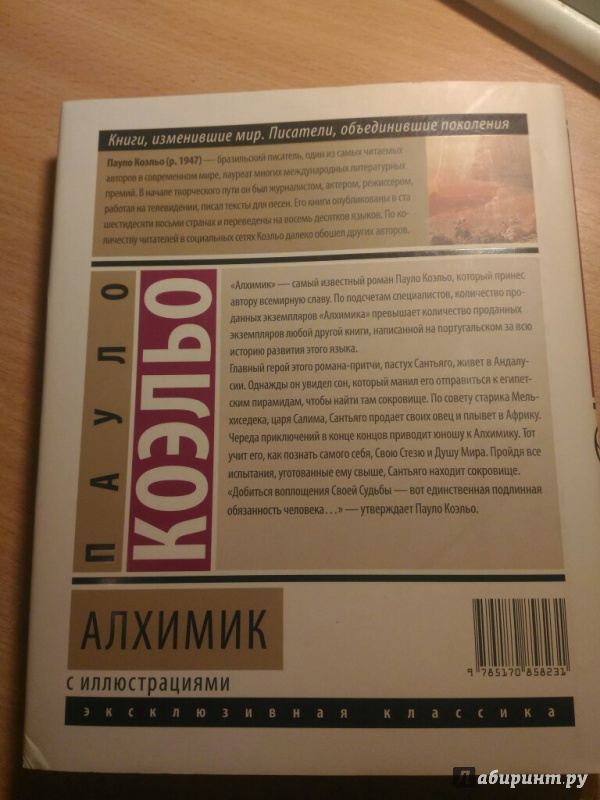 Книги, изменившие мир. Писатели, объединившие поколения
Пауло Коэльо (р. 1947) — бразильский писатель, один из самых читаемых
авторов в современном мире, лауреат многих международных литературных
премий. В начале творческого пути он был журналистом, актером, режиссером,
работал на телевидении, писал тексты для песен. Его книги опубликованы в ста
шестидесяти восьми странах и переведены на восемь десятков языков. По ко-
личеству читателей в социальных сетях Коэльо далеко обошел других авторов.
ПАУЛО
КОЭЛЬО
«Алхимик» — самый известный роман Пауло Коэльо, который принес
автору всемирную славу. По подсчетам специалистов, количество про-
данных экземпляров «Алхимика» превышает количество проданных
экземпляров любой другой книги, написанной на португальском за всю
историю развития этого языка.
Главный герой этого романа-притчи, пастух Сантьяго, живет в Андалу-
сии. Однажды он увидел сон, который манил его отправиться к египет-
ским пирамидам, чтобы найти там сокровище. По совету старика Мель-
хиседека, царя Салима, Сантьяго продает своих овец и плывет в Африку.
Череда приключений в конце концов приводит юношу к Алхимику. Тот
учит его, как познать самого себя, Свою Стезю и Душу Мира. Пройдя все
испытания, уготованные ему свыше, Сантьяго находит сокровище.
«Добиться воплощения Своей Судьбы — вот единственная подлинная
обязанность человека…» — утверждает Пауло Коэльо.
АЛХИМИК
с иллюстрациями
9 785170 858231
эксклюзивная классика
Лабиринт.ру